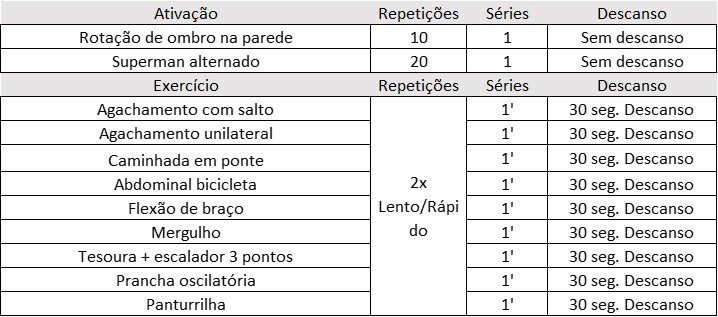 Ativação Repetições Séries Descanso
Rotação de ombro na parede 10 1 Sem descanso
Superman alternado 20 1 Sem descanso
Exercício Repetições Séries Descanso
Agachamento com salto 1' 30 seg. Descanso
Agachamento unilateral 1' 30 seg. Descanso
Caminhada em ponte 1' 30 seg. Descanso
Abdominal bicicleta 2x 1' 30 seg. Descanso
Flexão de braço Lento/Rápi 1' 30 seg. Descanso
Mergulho do 1' 30 seg. Descanso
Tesoura + escalador 3 pontos 1' 30 seg. Descanso
Prancha oscilatória 1' 30 seg. Descanso
Panturrilha 1' 30 seg. Descanso